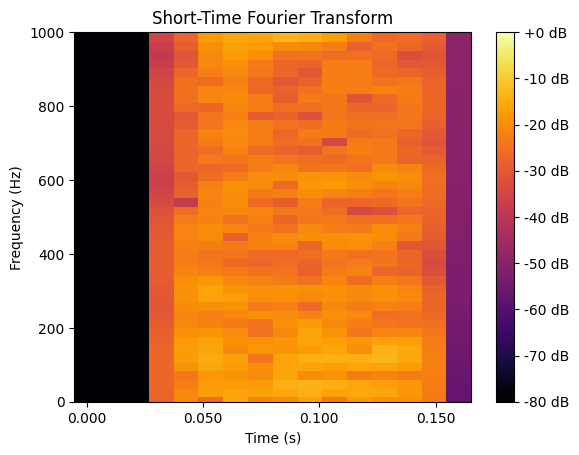 Short-Time Fourier Transform
1000
800
600
400
200
0
Frequency (Hz)
0.000
0.050
0.100
0.150
Time (s)
+0 dB
-10 dB
-20 dB
-30 dB
-40 dB
-50 dB
-60 dB
-70 dB
-80 dB